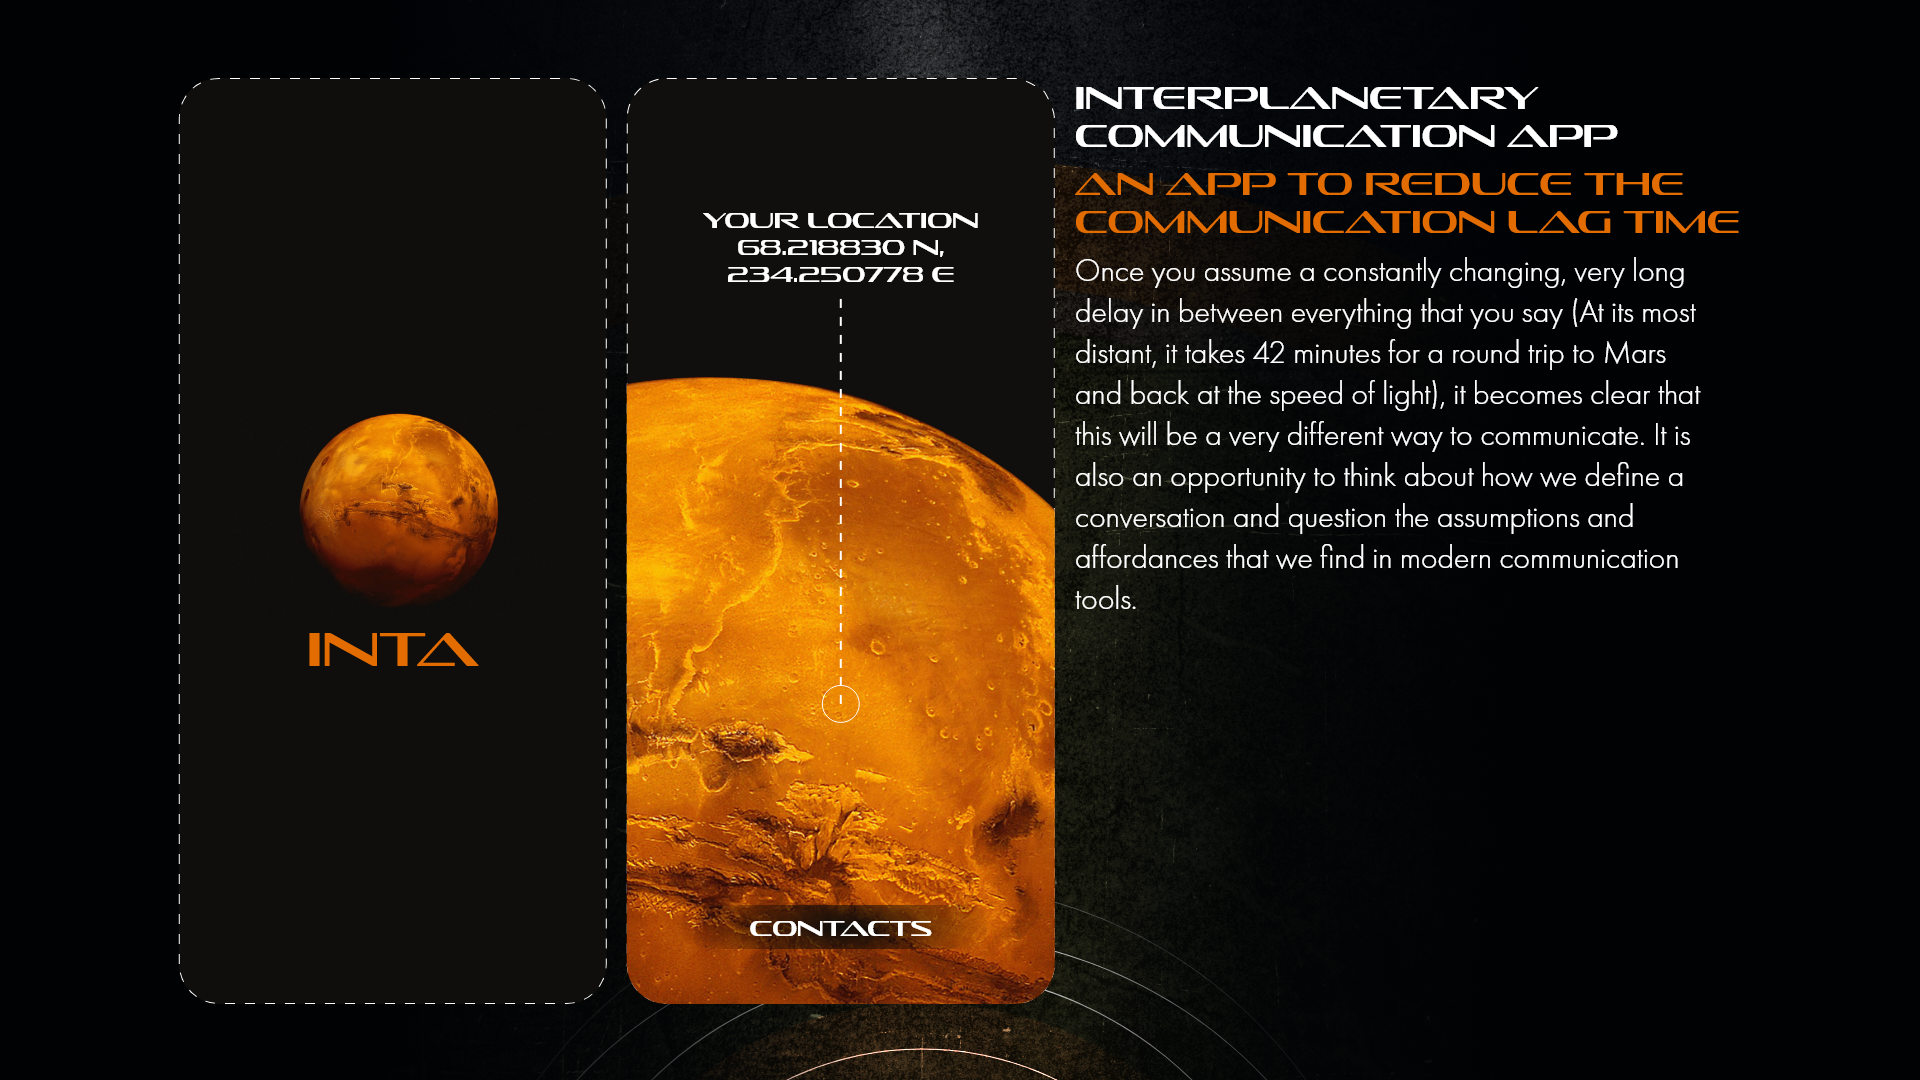 INTA
YOUR LOCATION
68.218830 N,
234.250778 E
CONTACTS
INTERPLANETARY
COMMUNICATION APP
AN APP TO REDUCE THE
COMMUNICATION LAG TIME
Once you assume a constantly changing, very long
delay in between everything that you say (At its most
distant, it takes 42 minutes for a round trip to Mars
and back at the speed of light), it becomes clear that
this will be a very different way to communicate. It is
also an opportunity to think about how we define a
conversation and question the assumptions and
affordances that we find in modern communication
tools.